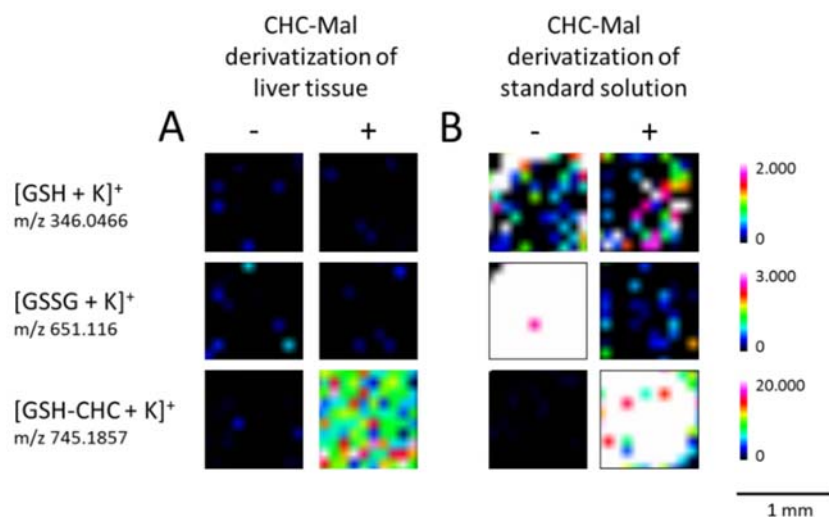 CHC-Mal
derivatization of
liver tissue
CHC-Mal
derivatization of
standard solution
A - +
B - +
[GSH + K]⁺
m/z 346.0466
2.000
0
[GSSG + K]⁺
m/z 651.116
3.000
0
[GSH-CHC + K]⁺
m/z 745.1857
20.000
0
1 mm